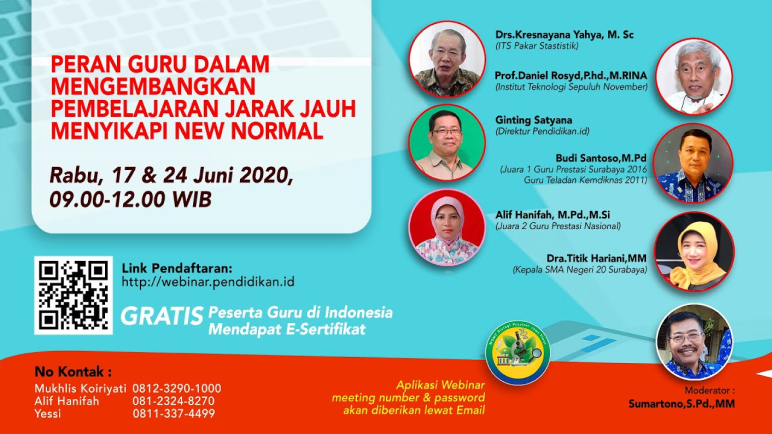 PERAN GURU DALAM
MENGEMBANGKAN
PEMBELAJARAN JARAK JAUH
MENYIKAPI NEW NORMAL
Rabu, 17 & 24 Juni 2020,
09.00-12.00 WIB
Link Pendaftaran:
http://webinar.pendidikan.id
GRATIS Peserta Guru di Indonesia
Mendapat E-Sertifikat
Drs.Kresnayana Yahya, M. Sc
(ITS Pakar Stastistik)
Prof.Daniel Rosyd,P.hd.,M.RINA
(Institut Teknologi Sepuluh November)
Ginting Satyana
(Direktur Pendidikan.id)
Budi Santoso,M.Pd
(Juara 1 Guru Prestasi Surabaya 2016
Guru Teladan Kemdiknas 2011)
Alif Hanifah, M.Pd.,M.Si
(Juara 2 Guru Prestasi Nasional)
Dra.Titik Hariani,MM
(Kepala SMA Negeri 20 Surabaya)
No Kontak :
Mukhlis Koiriyati 0812-3290-1000
Alif Hanifah 081-2324-8270
Yessi 0811-337-4499
Aplikasi Webinar
meeting number & password
akan diberikan lewat Email
Moderator :
Sumartono,S.Pd.,MM